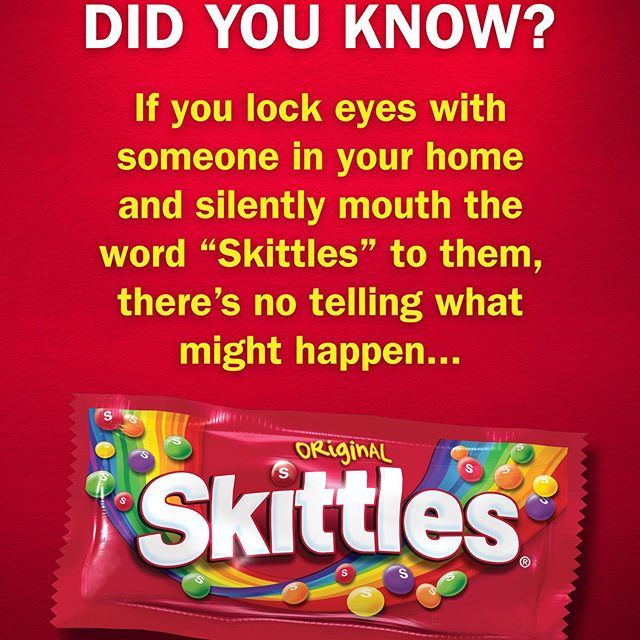 DID YOU KNOW?
If you lock eyes with
someone in your home
and silently mouth the
word “Skittles” to them,
there’s no telling what
might happen...
ORiginAL
Skittles®